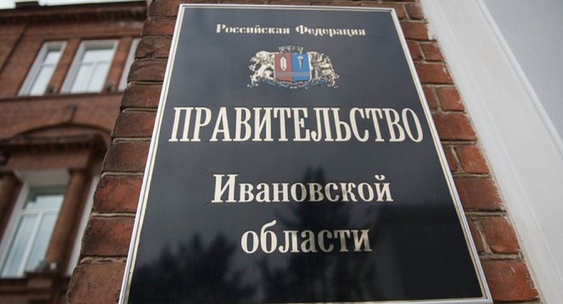 Российская Федерация
ПРАВИТЕЛЬСТВО
Ивановской
области